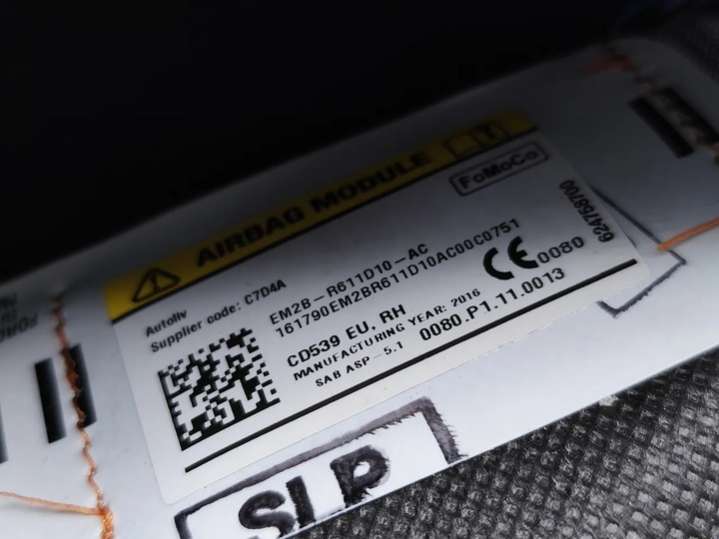 AIRBAG MODULE
FoMoCo
Autoliv
Supplier code: C7D4A
EM2B-R611D10-AC
161790EM2BR611D10AC00C0751
CE 0080
624758700
CD539 EU, RH
MANUFACTURING YEAR: 2016
SAB ASP-5.1
0080.P1.11.0013
SLP